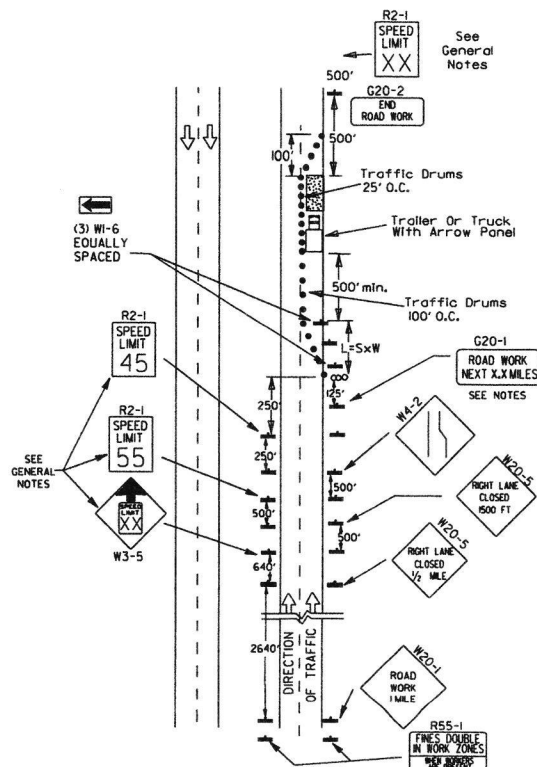 R2-1
SPEED
LIMIT
XX
See
General
Notes
500'
G20-2
END
ROAD WORK
500'
100'
Traffic Drums
25' O.C.
(3) W1-6
EQUALLY
SPACED
Trailer Or Truck
With Arrow Panel
500' min.
Traffic Drums
100' O.C.
R2-1
SPEED
LIMIT
45
L=SxW
G20-1
ROAD WORK
NEXT X.X MILES
SEE NOTES
125'
250'
R2-1
SPEED
LIMIT
55
W4-2
250'
SEE
GENERAL
NOTES
500'
500'
W20-5
RIGHT LANE
CLOSED
1500 FT
SPEED
LIMIT
XX
W3-5
500'
W20-5
RIGHT LANE
CLOSED
1/2 MILE
640'
2640'
DIRECTION
OF TRAFFIC
W20-1
ROAD
WORK
1 MILE
R55-1
FINES DOUBLE
IN WORK ZONES
WHEN WORKERS